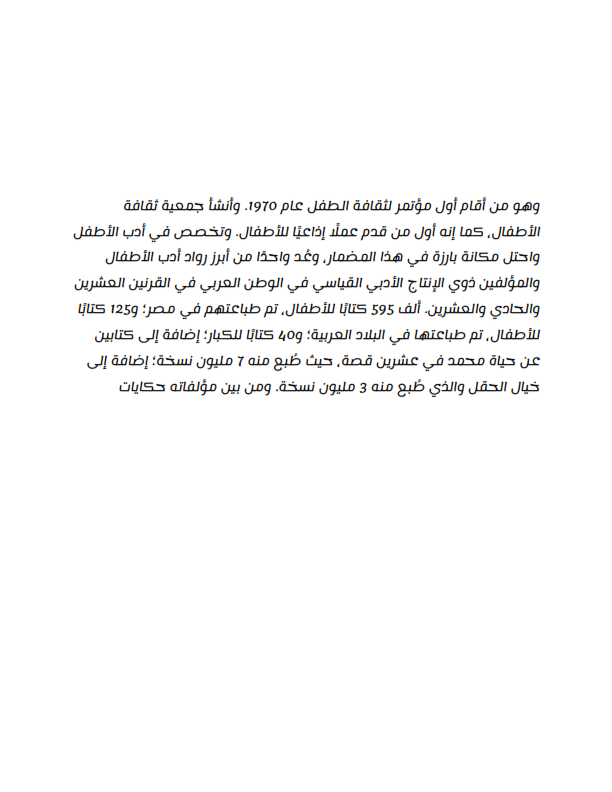 وهو من أقام أول مؤتمر لثقافة الطفل عام 1970. وأنشأ جمعية ثقافة
الأطفال، كما إنه أول من قدم عملًا إذاعيًا للأطفال. وتخصص في أدب الأطفل
واحتل مكانة بارزة في هذا المضمار، وعُد واحدًا من أبرز رواد أدب الأطفال
والمؤلفين ذوي الإنتاج الأدبي القياسي في الوطن العربي في القرنين العشرين
والحادي والعشرين. ألف 595 كتابًا للأطفال، تم طباعتهم في مصر؛ و125 كتابًا
للأطفال، تم طباعتها في البلاد العربية؛ و40 كتابًا للكبار؛ إضافة إلى كتابين
عن حياة محمد في عشرين قصة، حيث طُبع منه 7 مليون نسخة؛ إضافة إلى
خيال الحقل والذي طُبع منه 3 مليون نسخة. ومن بين مؤلفاته حكايات